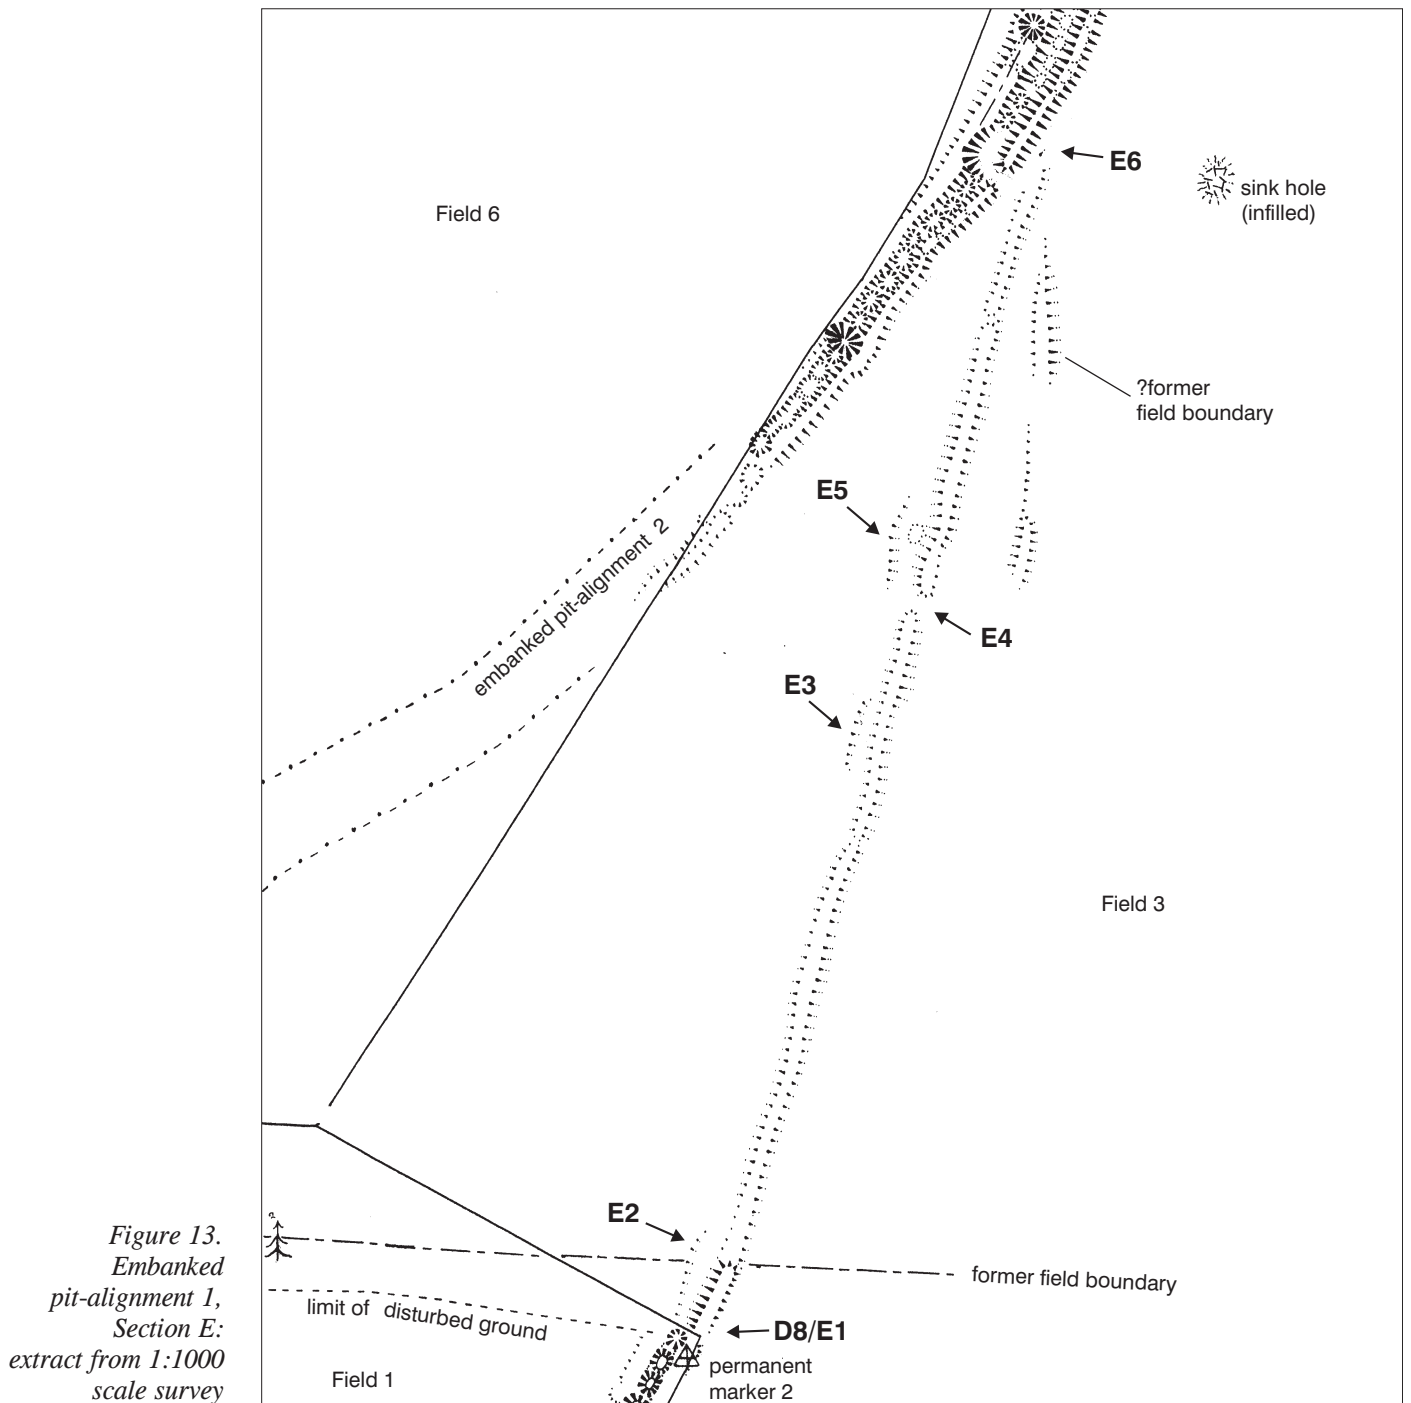 E6
sink hole
(infilled)
Field 6
?former
field boundary
E5
embanked pit-alignment 2
E4
E3
Field 3
E2
former field boundary
limit of disturbed ground
D8/E1
permanent
marker 2
Field 1
Figure 13.
Embanked
pit-alignment 1,
Section E:
extract from 1:1000
scale survey